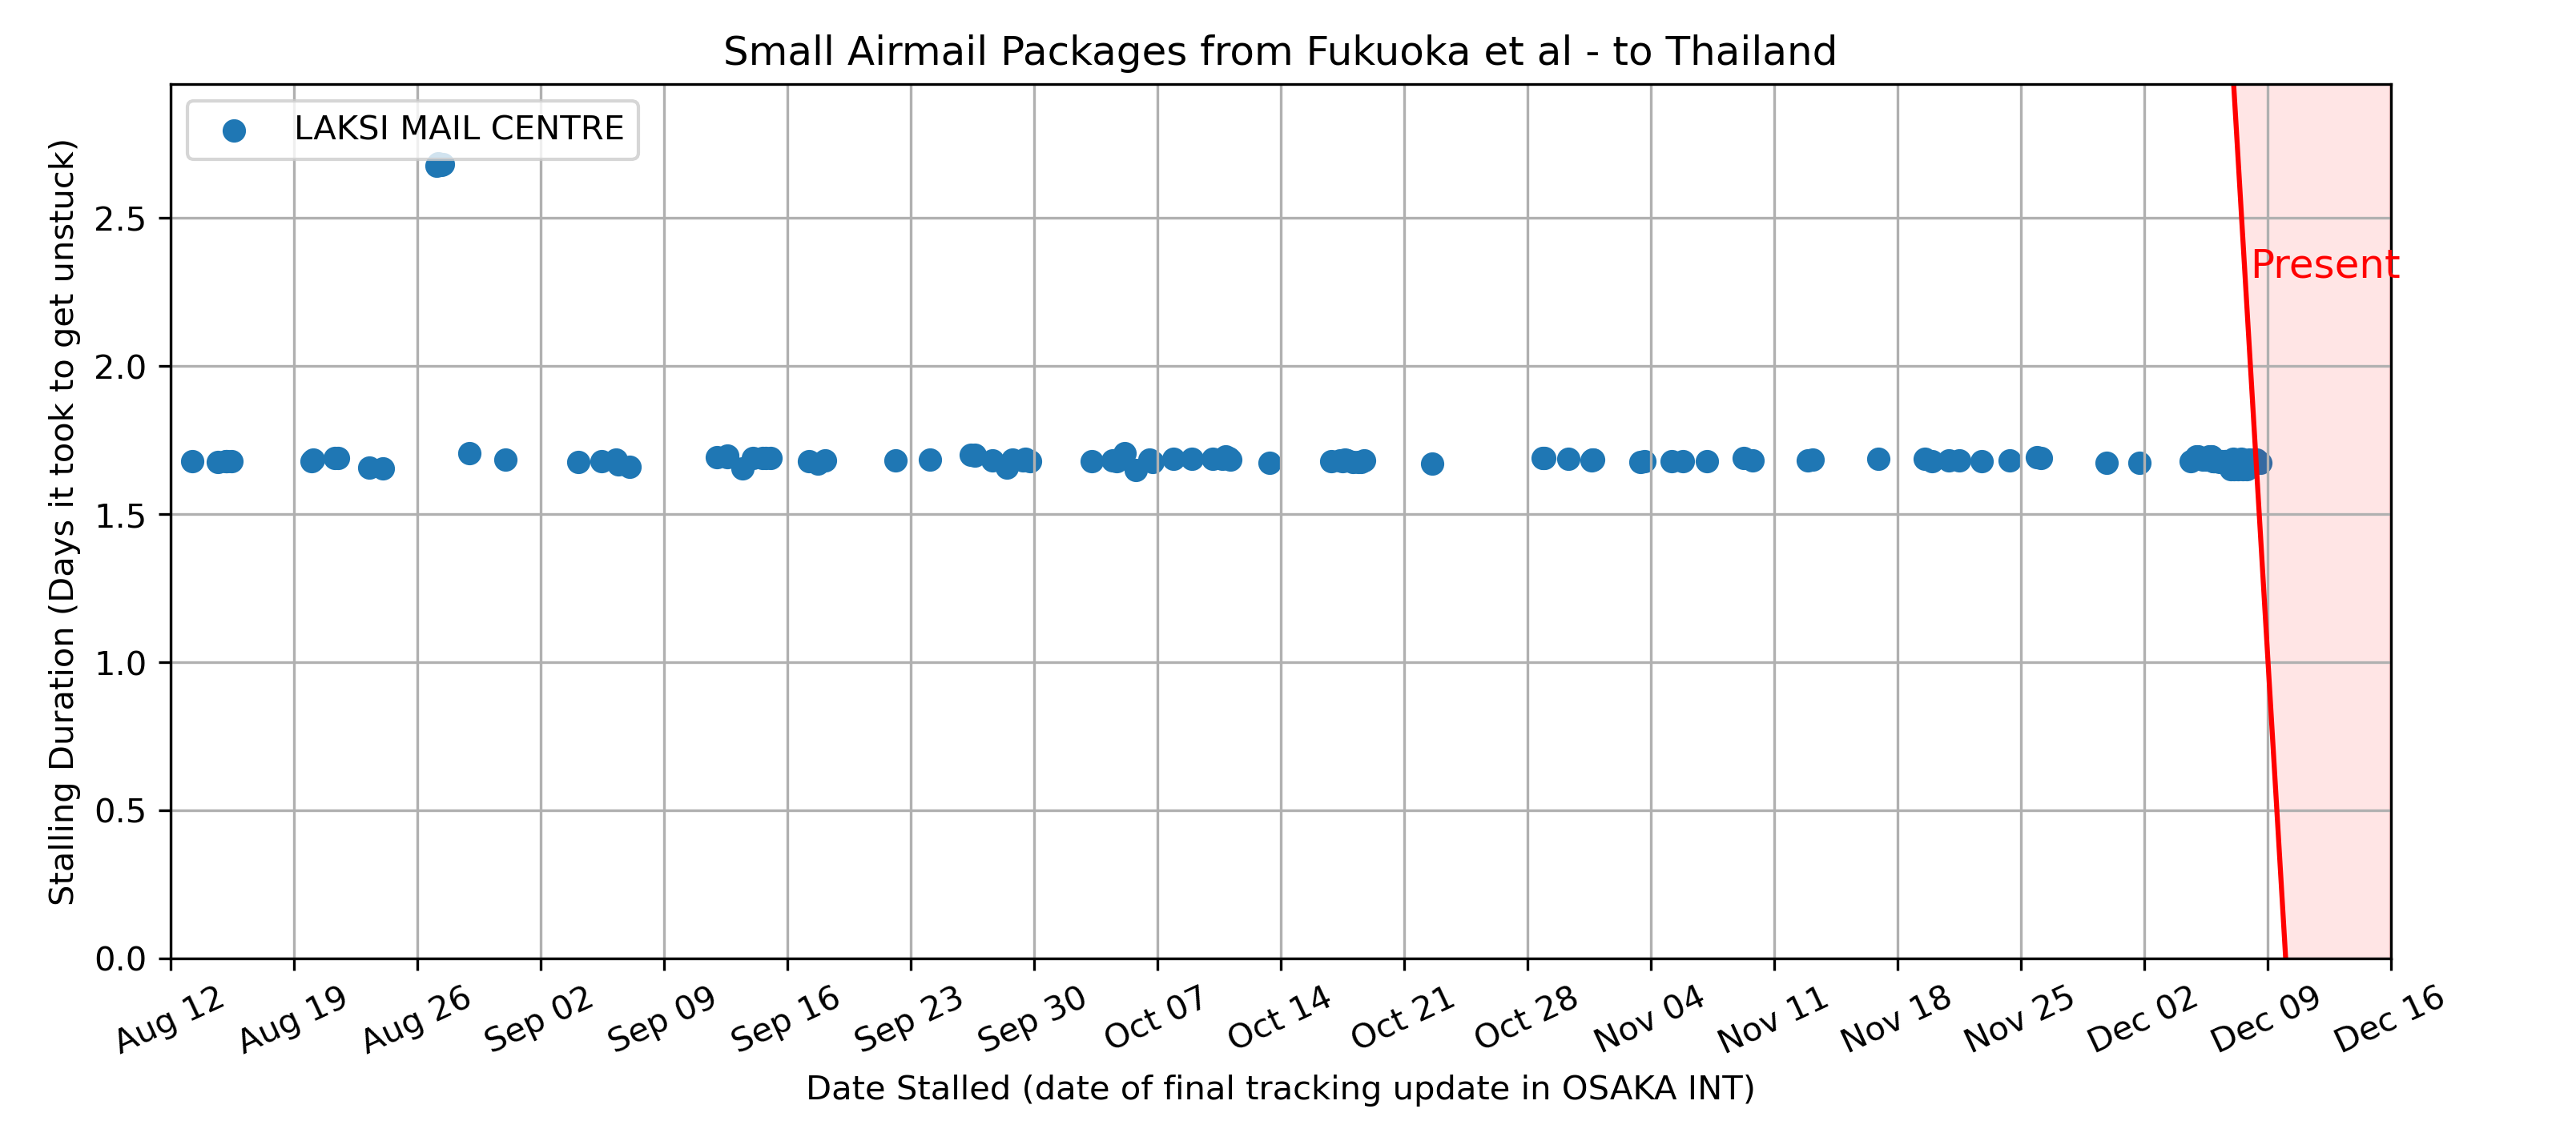 Small Airmail Packages from Fukuoka et al - to Thailand
LAKSI MAIL CENTRE
Present
Stalling Duration (Days it took to get unstuck)
2.5
2.0
1.5
1.0
0.5
0.0
Aug 12
Aug 19
Aug 26
Sep 02
Sep 09
Sep 16
Sep 23
Sep 30
Oct 07
Oct 14
Oct 21
Oct 28
Nov 04
Nov 11
Nov 18
Nov 25
Dec 02
Dec 09
Dec 16
Date Stalled (date of final tracking update in OSAKA INT)